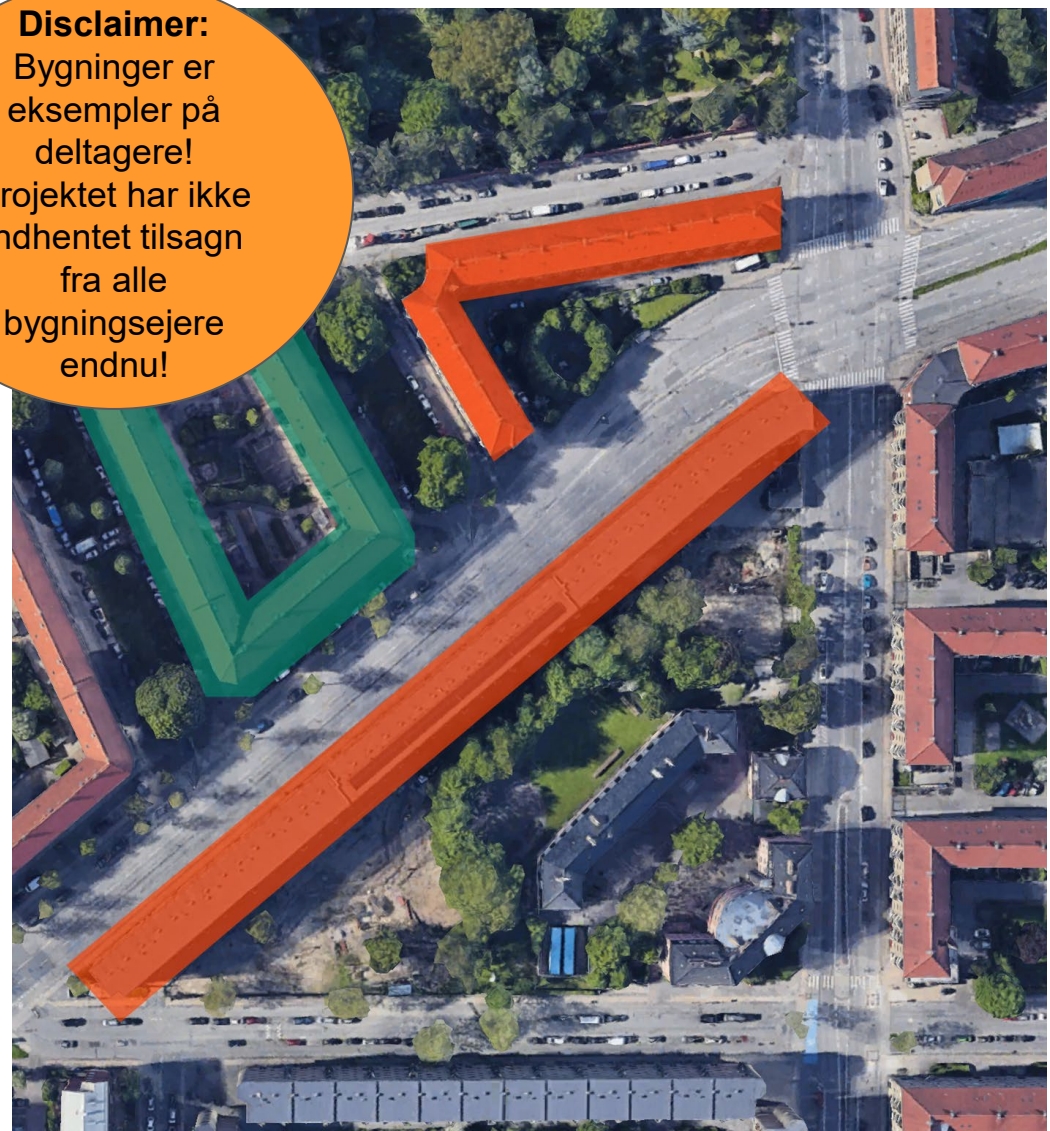 Disclaimer:
Bygninger er
eksempler på
deltagere!
rojektet har ikke
ndhentet tilsagn
fra alle
bygningsejere
endnu!